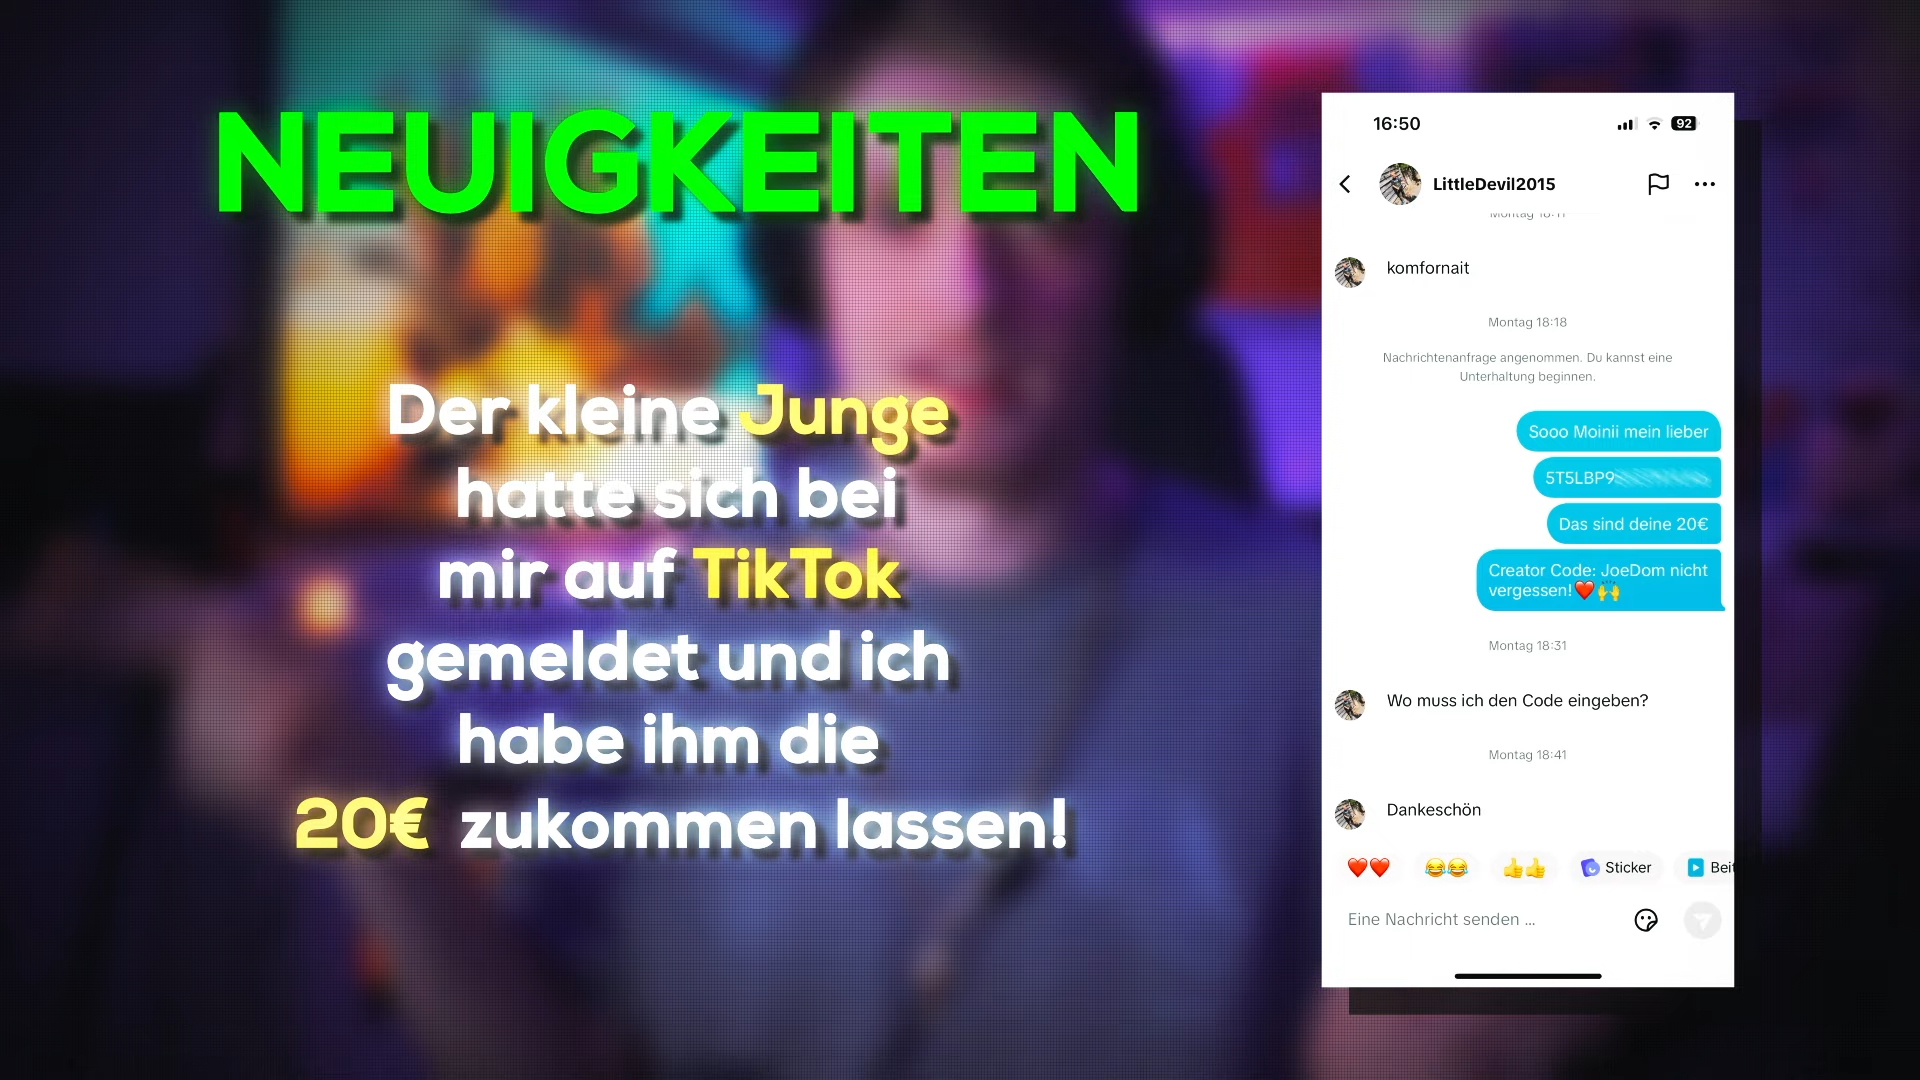 NEUIGKEITEN
Der kleine Junge
hatte sich bei
mir auf TikTok
gemeldet und ich
habe ihm die
20€ zukommen lassen!
16:50
92
LittleDevil2015
komfornait
Montag 18:18
Nachrichtenanfrage angenommen. Du kannst eine
Unterhaltung beginnen.
Sooo Moinii mein lieber
5T5LBP9
Das sind deine 20€
Creator Code: JoeDom nicht
vergessen!❤️🙌
Montag 18:31
Wo muss ich den Code eingeben?
Montag 18:41
Dankeschön
❤️❤️ 😂😂 👍👍 Sticker Beit
Eine Nachricht senden ...